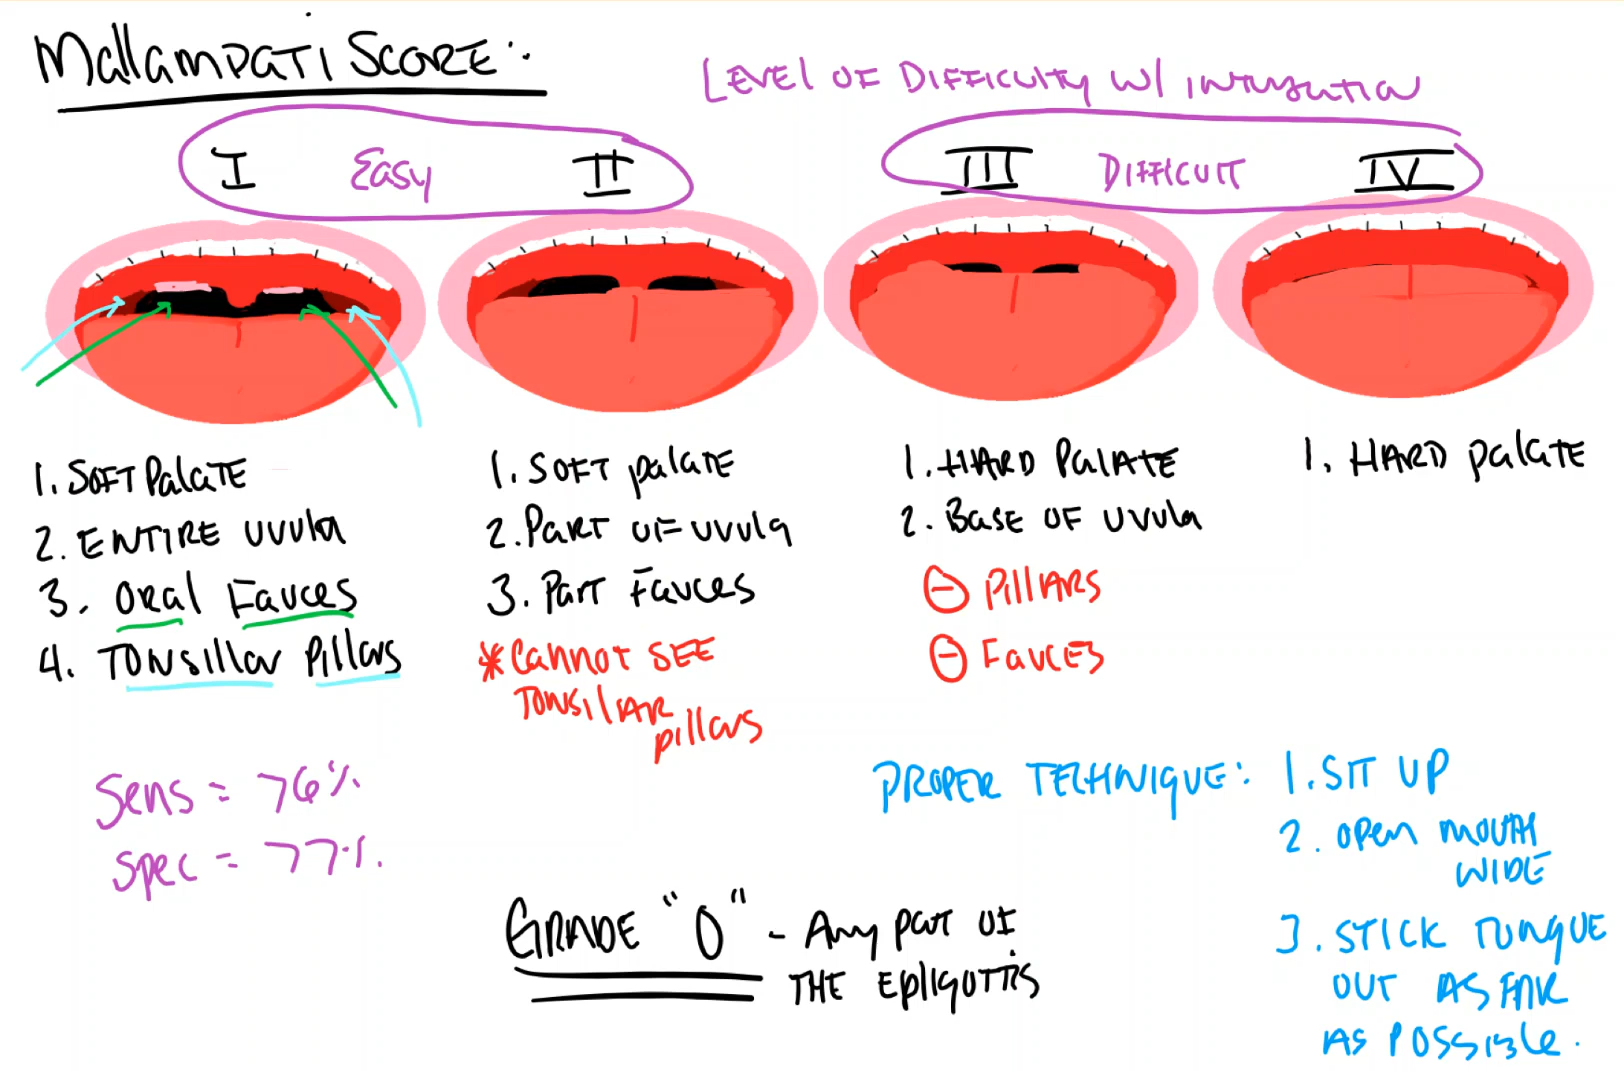 Mallampati Score:
Level of Difficulty w/ intubation
I Easy II
III Difficult IV
1. Soft Palate
2. Entire uvula
3. Oral Fauces
4. Tonsillar Pillars
1. Soft palate
2. Part of uvula
3. Part Fauces
*Cannot see
Tonsilar
pillars
1. Hard Palate
2. Base of uvula
⊖ Pillars
⊖ Fauces
1. Hard palate
Sens = 76%
Spec = 77%.
Proper Technique: 1. Sit up
2. Open mouth
wide
3. Stick tongue
out as far
as possible.
Grade "0" - Any part of
the epligottis